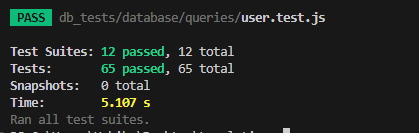 PASS db_tests/database/queries/user.test.js
Test Suites: 12 passed, 12 total
Tests: 65 passed, 65 total
Snapshots: 0 total
Time: 5.107 s
Ran all test suites.